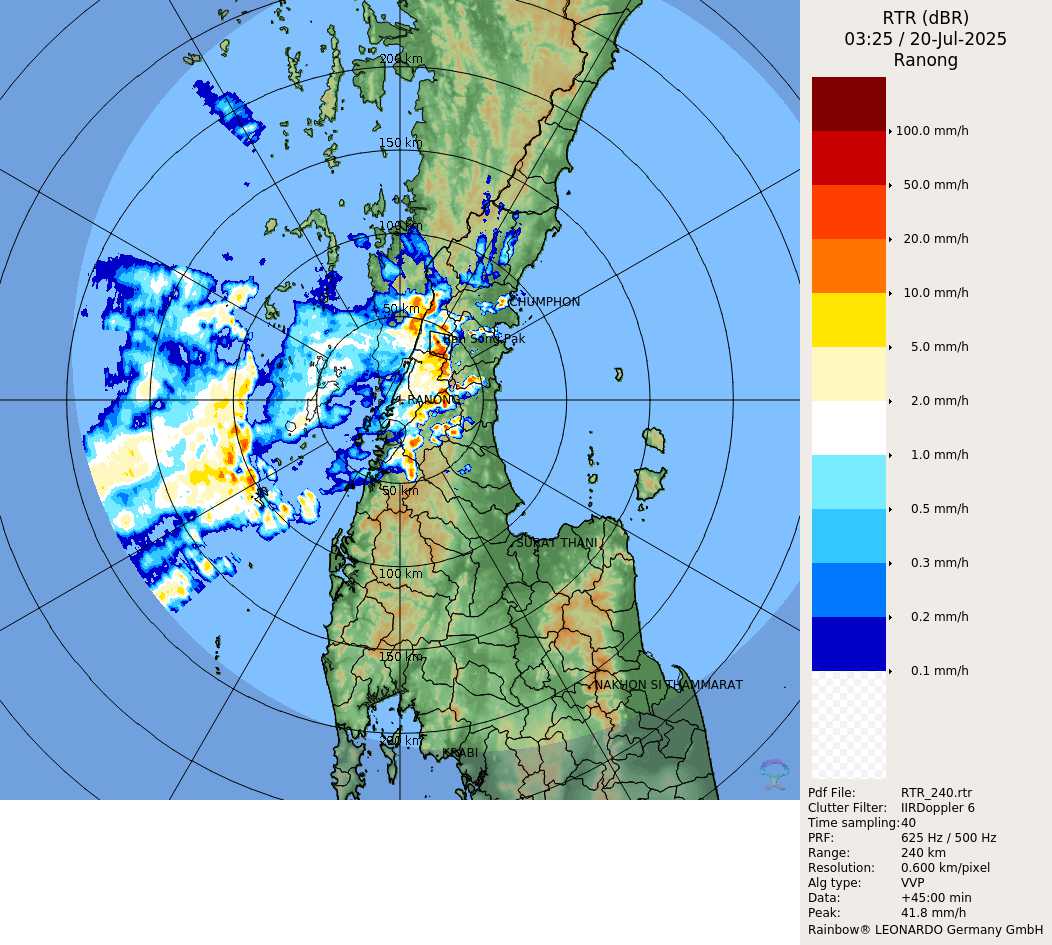 RTR (dBR)
03:25 / 20-Jul-2025
Ranong
200 km
150 km
100 km
50 km
CHUMPHON
Ban Song Pak
RANONG
50 km
SURAT THANI
100 km
150 km
NAKHON SI THAMMARAT
200 km
KRABI
100.0 mm/h
50.0 mm/h
20.0 mm/h
10.0 mm/h
5.0 mm/h
2.0 mm/h
1.0 mm/h
0.5 mm/h
0.3 mm/h
0.2 mm/h
0.1 mm/h
Pdf File: RTR_240.rtr
Clutter Filter: IIRDoppler 6
Time sampling: 40
PRF: 625 Hz / 500 Hz
Range: 240 km
Resolution: 0.600 km/pixel
Alg type: VVP
Data: +45:00 min
Peak: 41.8 mm/h
Rainbow® LEONARDO Germany GmbH